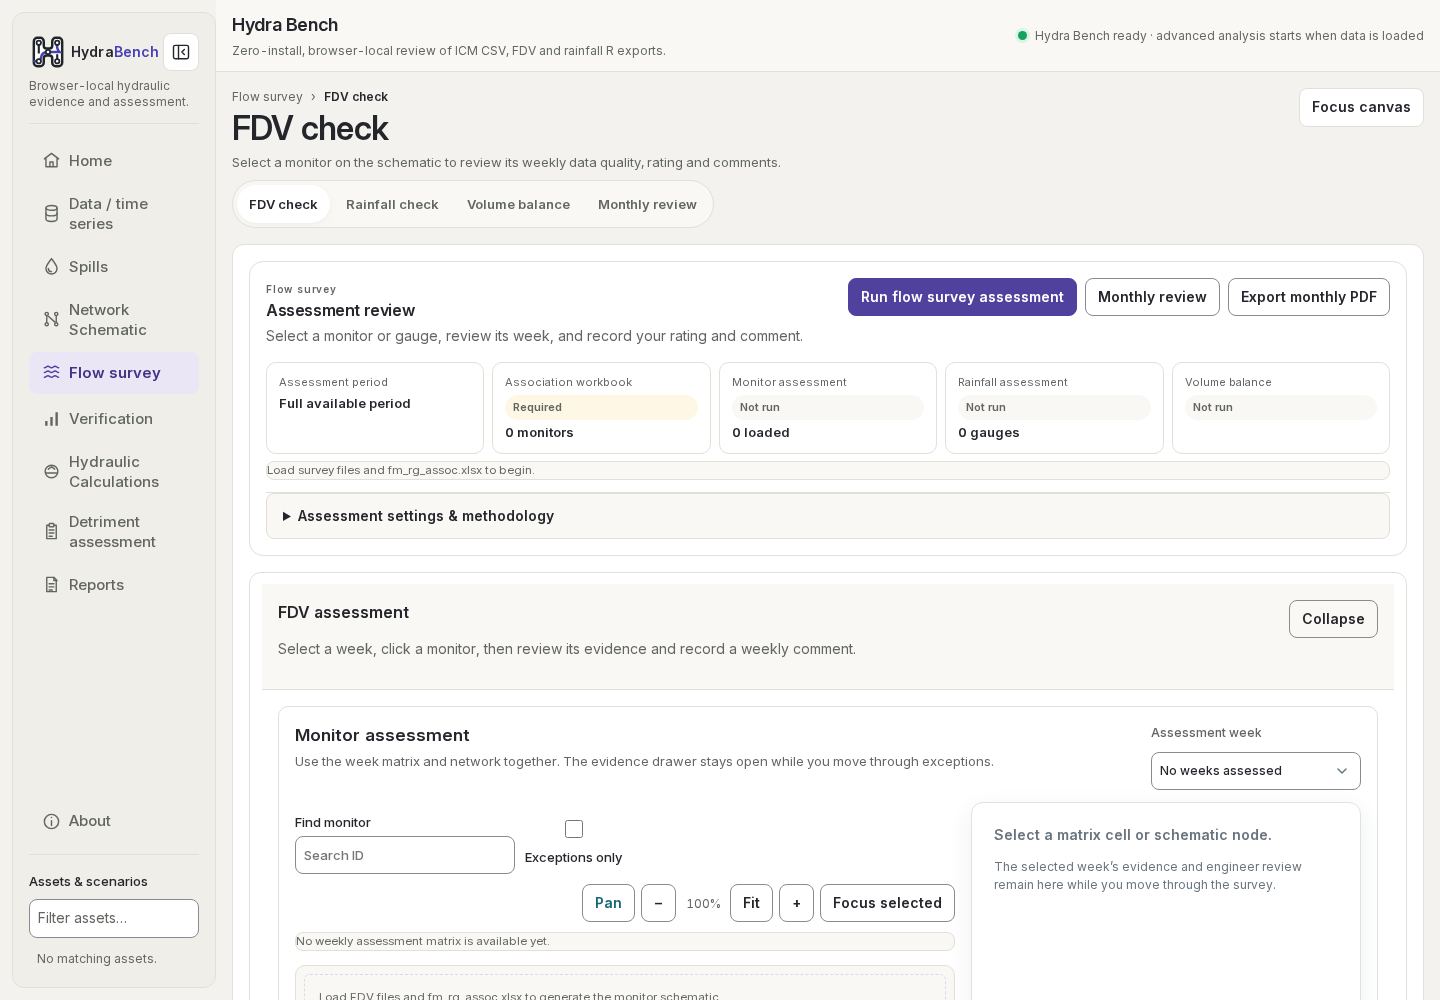 HydraBench
Browser-local hydraulic
evidence and assessment.
Home
Data / time
series
Spills
Network
Schematic
Flow survey
Verification
Hydraulic
Calculations
Detriment
assessment
Reports
About
Assets & scenarios
Filter assets…
No matching assets.
Hydra Bench
Zero-install, browser-local review of ICM CSV, FDV and rainfall R exports.
Hydra Bench ready · advanced analysis starts when data is loaded
Flow survey › FDV check
FDV check
Select a monitor on the schematic to review its weekly data quality, rating and comments.
Focus canvas
FDV check Rainfall check Volume balance Monthly review
Flow survey
Assessment review
Select a monitor or gauge, review its week, and record your rating and comment.
Run flow survey assessment Monthly review Export monthly PDF
Assessment period
Full available period
Association workbook
Required
0 monitors
Monitor assessment
Not run
0 loaded
Rainfall assessment
Not run
0 gauges
Volume balance
Not run
Load survey files and fm_rg_assoc.xlsx to begin.
Assessment settings & methodology
FDV assessment
Select a week, click a monitor, then review its evidence and record a weekly comment.
Collapse
Monitor assessment
Use the week matrix and network together. The evidence drawer stays open while you move through exceptions.
Assessment week
No weeks assessed
Find monitor
Search ID
Exceptions only
Pan – 100% Fit + Focus selected
No weekly assessment matrix is available yet.
Load FDV files and fm_rg_assoc.xlsx to generate the monitor schematic.
Select a matrix cell or schematic node.
The selected week’s evidence and engineer review
remain here while you move through the survey.